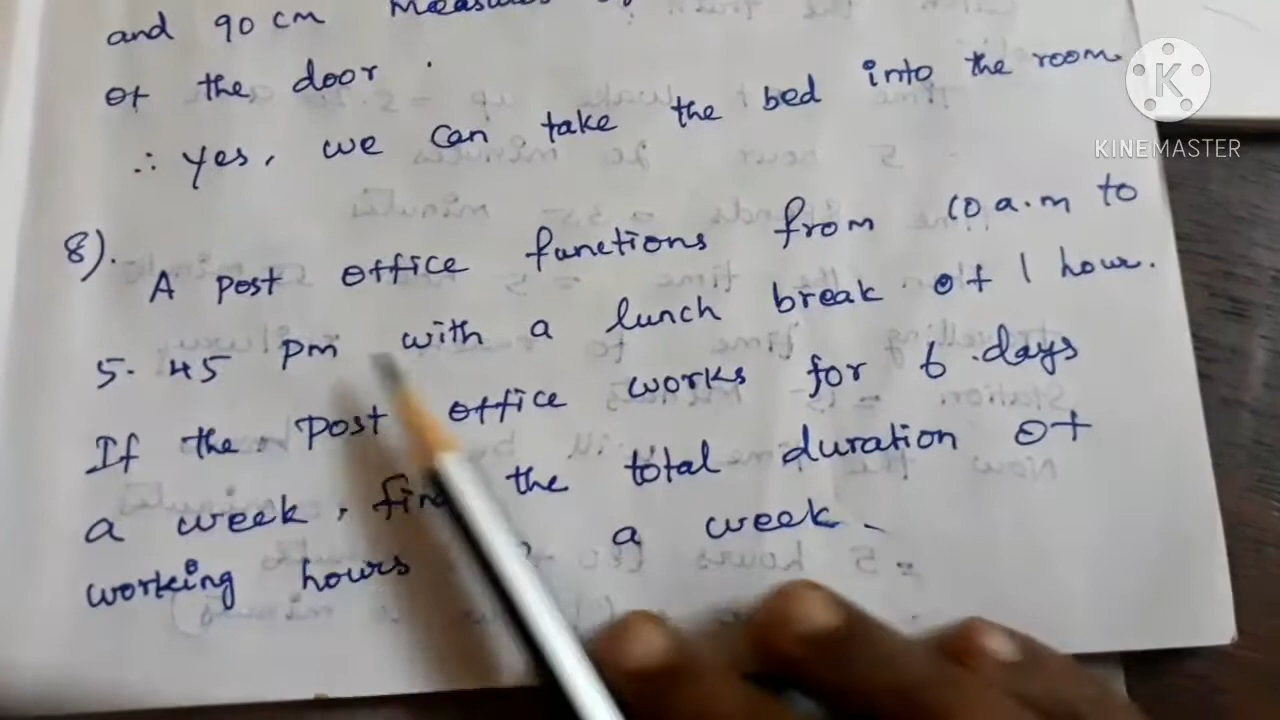 and 90 cm
of the door .
∴ yes, we can take the bed into the room.
8). A post office functions from 10 a.m to
5. 45 pm with a lunch break of 1 hour.
If the post office works for 6 days
a week, find the total duration of
working hours a week.
K
KINEMASTER